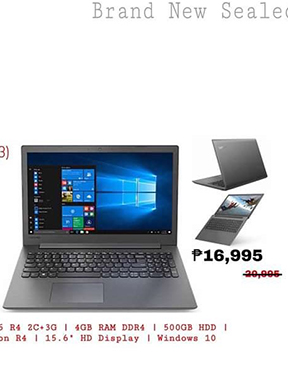 Brand New Sealed
3)
₱16,995
20,995
5 R4 2C+3G | 4GB RAM DDR4 | 500GB HDD |
on R4 | 15.6" HD Display | Windows 10